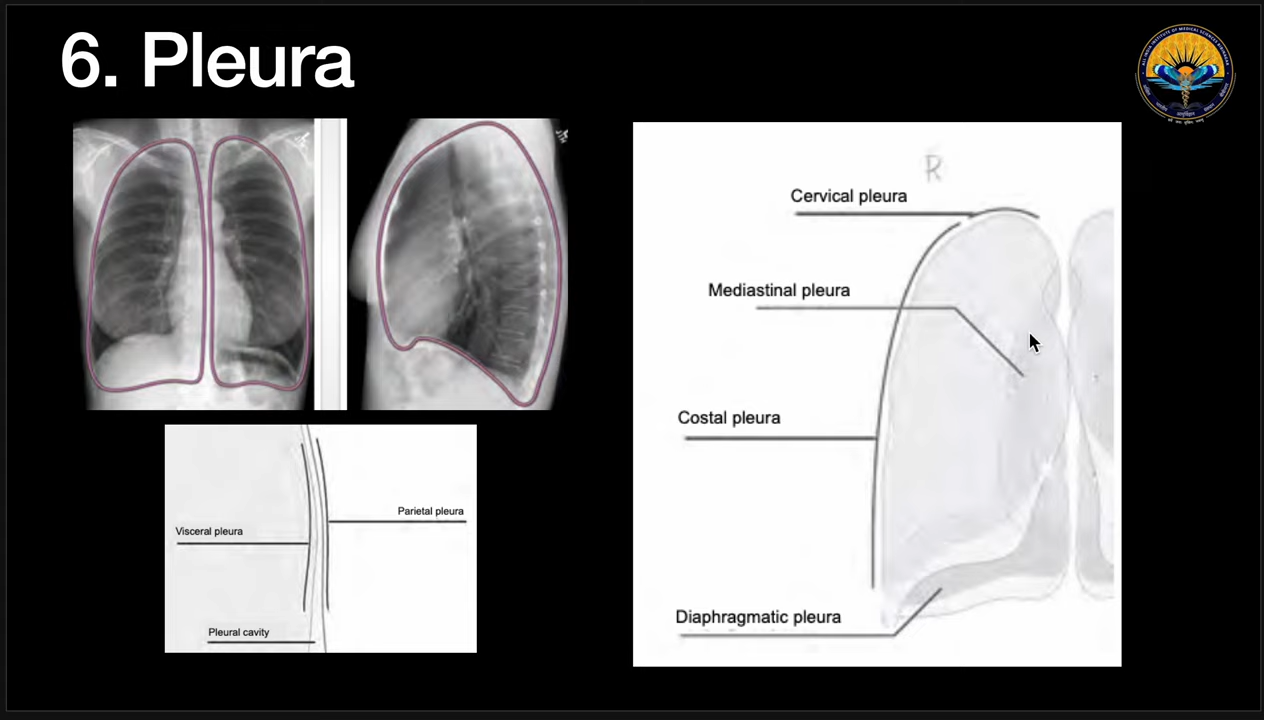 6. Pleura
R
Cervical pleura
Mediastinal pleura
Costal pleura
Diaphragmatic pleura
Visceral pleura
Parietal pleura
Pleural cavity